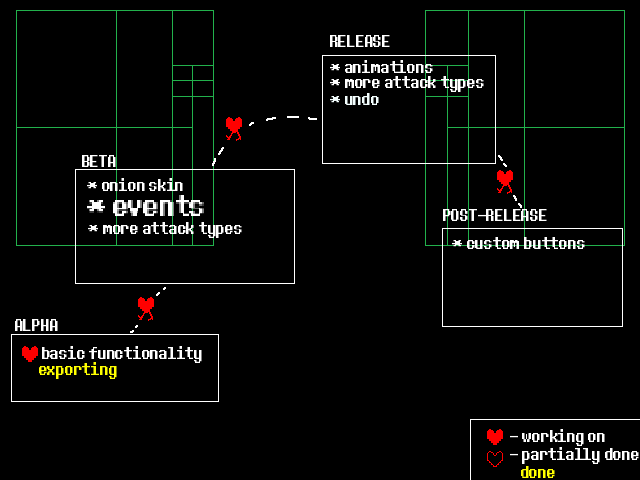 RELEASE
* animations
* more attack types
* undo
BETA
* onion skin
* events
* more attack types
POST-RELEASE
* custom buttons
ALPHA
basic functionality
exporting
- working on
- partially done
done